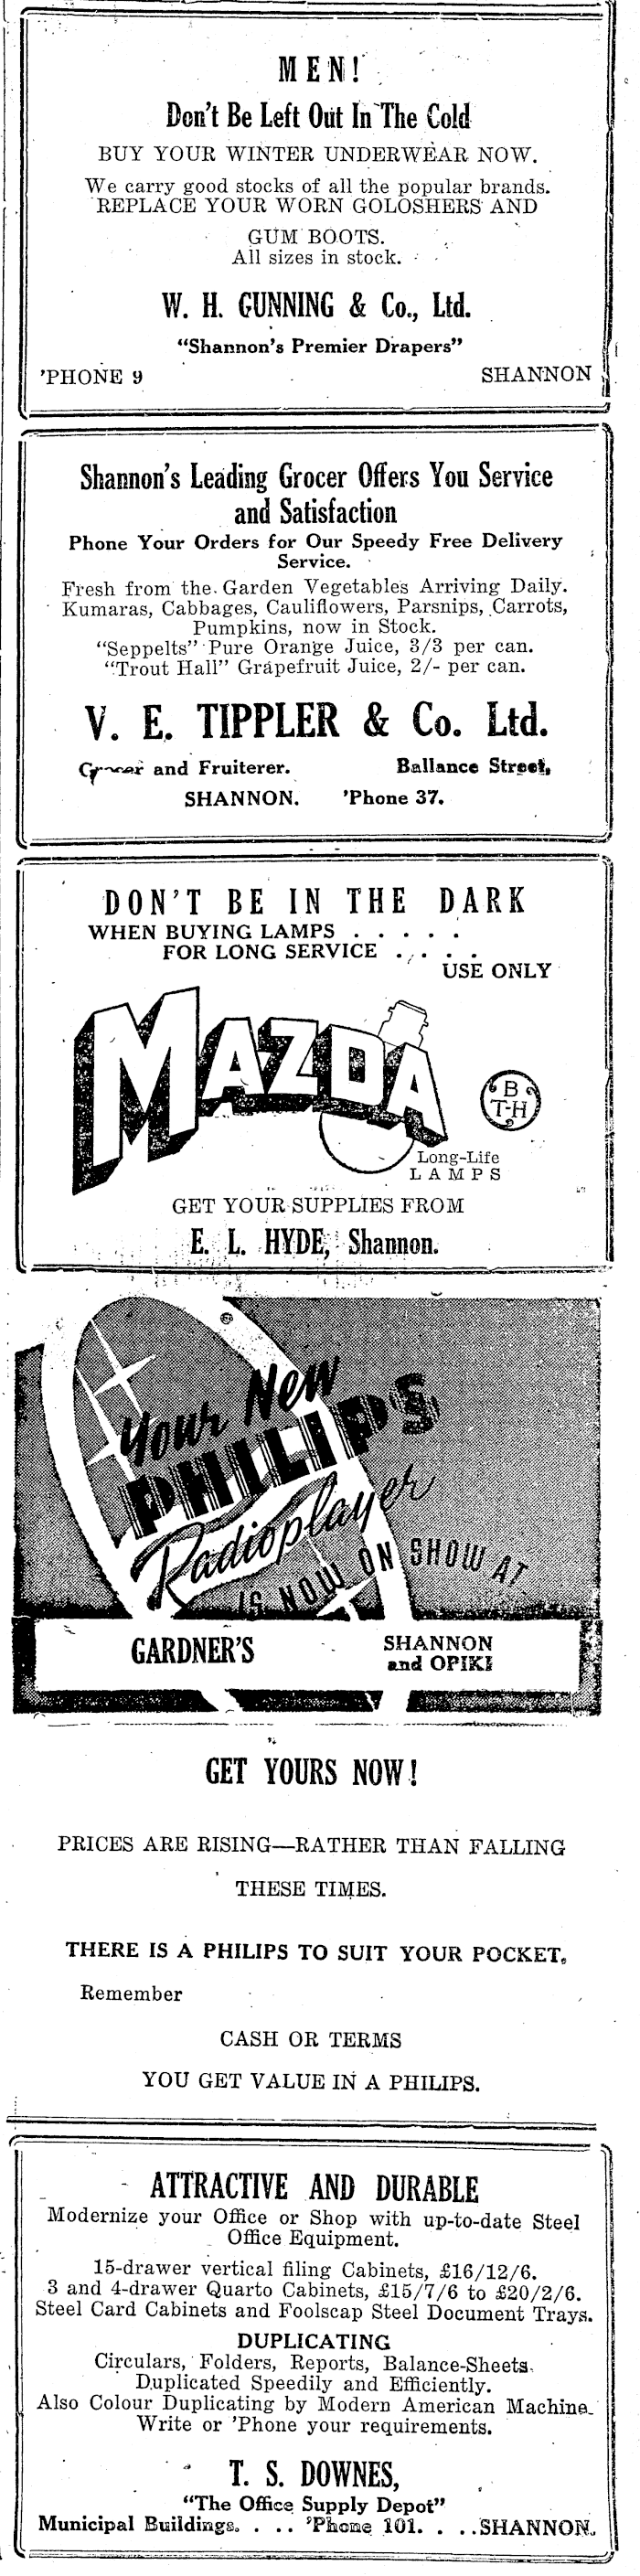 MEN!
Don't Be Left Out In The Cold
BUY YOUR WINTER UNDERWEAR NOW.
We carry good stocks of all the popular brands.
REPLACE YOUR WORN GOLOSHERS AND
GUM BOOTS.
All sizes in stock.
W. H. GUNNING & Co., Ltd.
"Shannon's Premier Drapers"
'PHONE 9 SHANNON
Shannon's Leading Grocer Offers You Service
and Satisfaction
Phone Your Orders for Our Speedy Free Delivery
Service.
Fresh from the Garden Vegetables Arriving Daily.
Kumaras, Cabbages, Cauliflowers, Parsnips, Carrots,
Pumpkins, now in Stock.
"Seppelts" Pure Orange Juice, 3/3 per can.
"Trout Hall" Grapefruit Juice, 2/- per can.
V. E. TIPPLER & Co. Ltd.
Grocer and Fruiterer. Ballance Street,
SHANNON. 'Phone 37.
DON'T BE IN THE DARK
WHEN BUYING LAMPS . . . . .
FOR LONG SERVICE . . . .
USE ONLY
MAZDA
B
T-H
Long-Life
LAMPS
GET YOUR SUPPLIES FROM
E. L. HYDE, Shannon.
Your New
PHILIPS
Radioplayer
IS NOW ON SHOW AT
GARDNER'S SHANNON
and OPIKI
GET YOURS NOW!
PRICES ARE RISING—RATHER THAN FALLING
THESE TIMES.
THERE IS A PHILIPS TO SUIT YOUR POCKET.
Remember
CASH OR TERMS
YOU GET VALUE IN A PHILIPS.
ATTRACTIVE AND DURABLE
Modernize your Office or Shop with up-to-date Steel
Office Equipment.
15-drawer vertical filing Cabinets, £16/12/6.
3 and 4-drawer Quarto Cabinets, £15/7/6 to £20/2/6.
Steel Card Cabinets and Foolscap Steel Document Trays.
DUPLICATING
Circulars, Folders, Reports, Balance-Sheets,
Duplicated Speedily and Efficiently.
Also Colour Duplicating by Modern American Machine.
Write or 'Phone your requirements.
T. S. DOWNES,
"The Office Supply Depot"
Municipal Buildings. . .. 'Phone 101. . ..SHANNON.